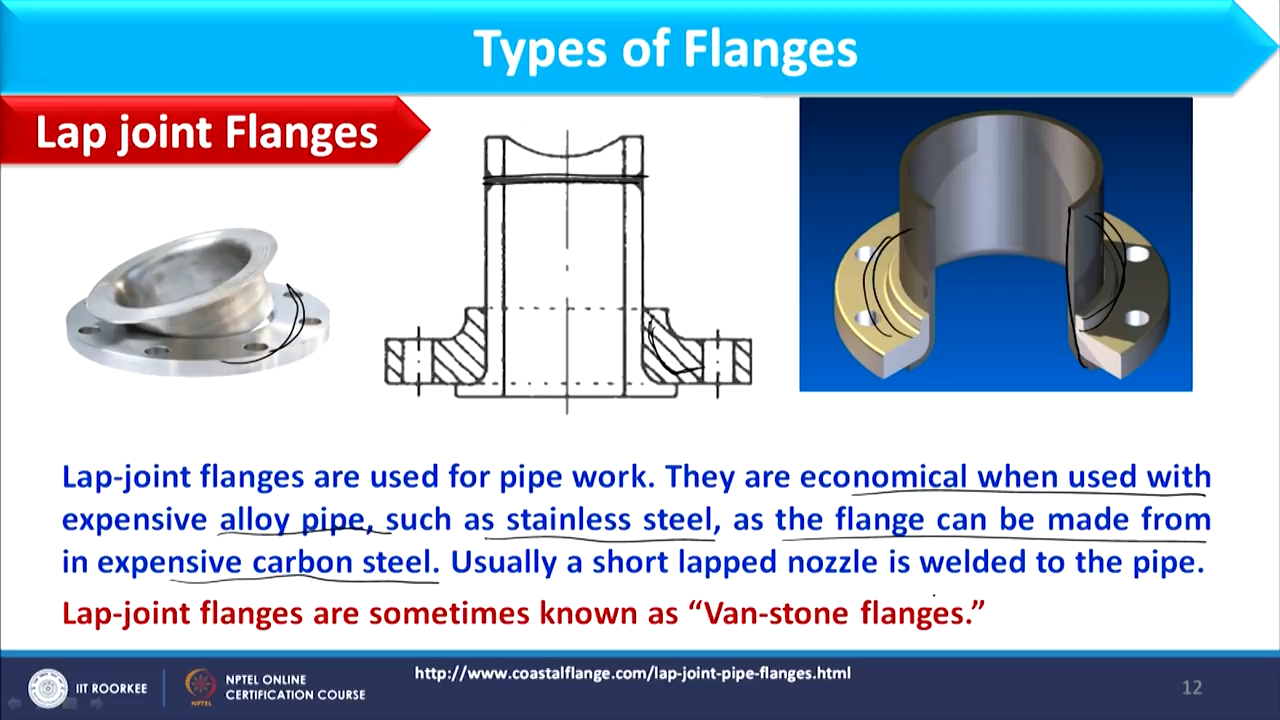 Types of Flanges
Lap joint Flanges
Lap-joint flanges are used for pipe work. They are economical when used with
expensive alloy pipe, such as stainless steel, as the flange can be made from
in expensive carbon steel. Usually a short lapped nozzle is welded to the pipe.
Lap-joint flanges are sometimes known as “Van-stone flanges.”
http://www.coastalflange.com/lap-joint-pipe-flanges.html
IIT ROORKEE
NPTEL
NPTEL ONLINE
CERTIFICATION COURSE
12